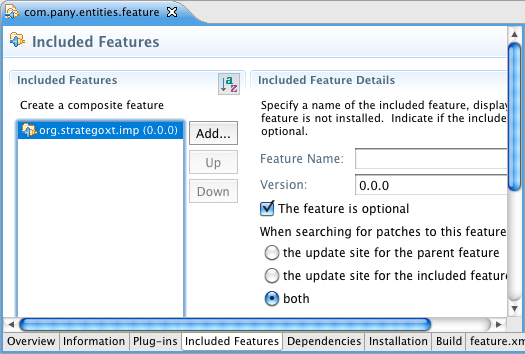 com.pany.entities.feature
Included Features
Included Features
Create a composite feature
org.strategoxt.imp (0.0.0)
Add...
Up
Down
Included Feature Details
Specify a name of the included feature, display
feature is not installed. Indicate if the included
optional.
Feature Name:
Version: 0.0.0
The feature is optional
When searching for patches to this feature
the update site for the parent feature
the update site for the included feature
both
Overview Information Plug-ins Included Features Dependencies Installation Build feature.xm